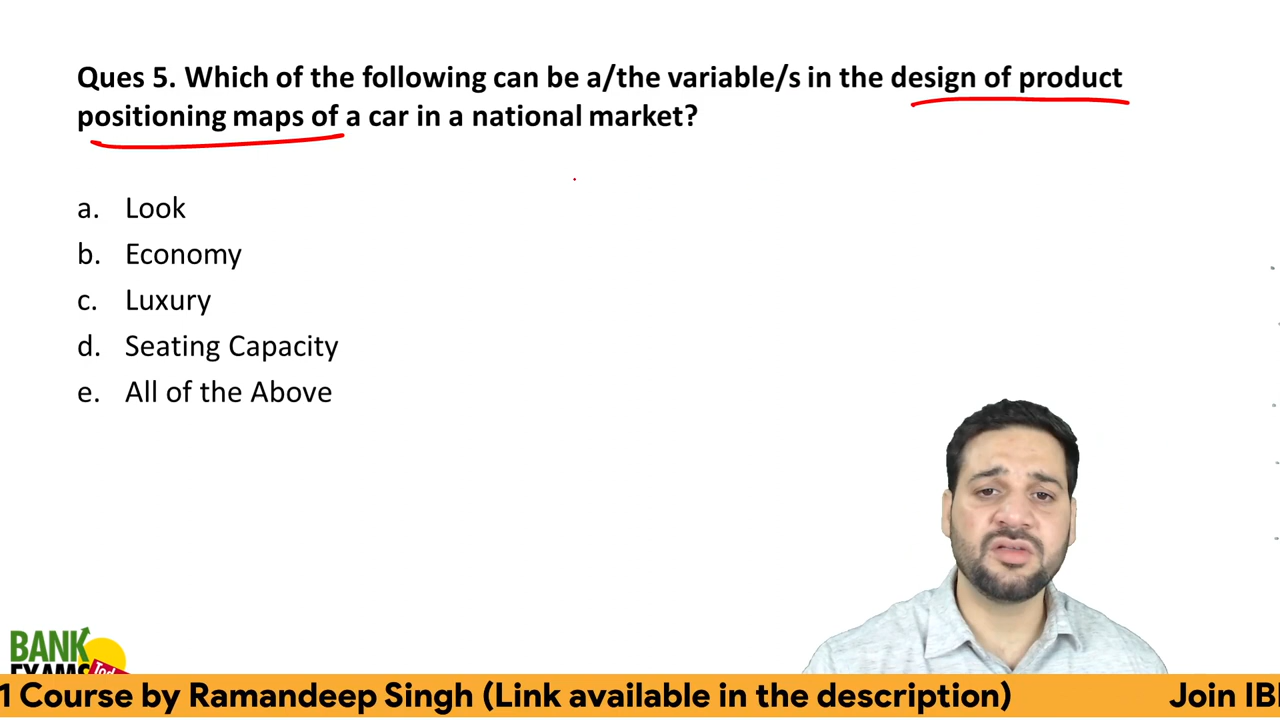 Ques 5. Which of the following can be a/the variable/s in the design of product
positioning maps of a car in a national market?
a. Look
b. Economy
c. Luxury
d. Seating Capacity
e. All of the Above
BANK
EXAMS Today
1 Course by Ramandeep Singh (Link available in the description) Join IB